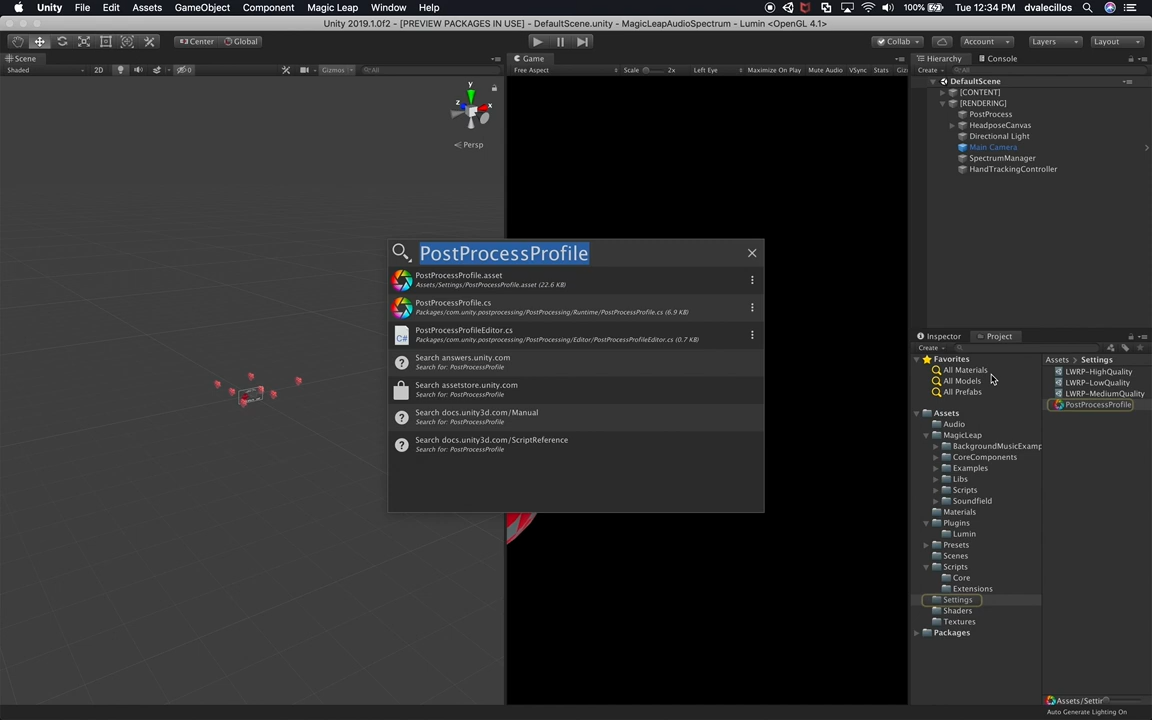 Unity File Edit Assets GameObject Component Magic Leap Window Help 100% Tue 12:34 PM dvalecillos
Unity 2019.1.0f2 - [PREVIEW PACKAGES IN USE] - DefaultScene.unity - MagicLeapAudioSpectrum - Lumin <OpenGL 4.1>
Center Global Collab Account Layers Layout
Scene Game Hierarchy Console
Shaded 2D 0 Gizmos All Free Aspect Scale 2x Left Eye Maximize On Play Mute Audio VSync Stats Giz Create All
DefaultScene
[CONTENT]
[RENDERING]
PostProcess
HeadposeCanvas
Directional Light
Main Camera
SpectrumManager
HandTrackingController
y
z x
Persp
PostProcessProfile
PostProcessProfile.asset
Assets/Settings/PostProcessProfile.asset (22.6 KB)
PostProcessProfile.cs
Packages/com.unity.postprocessing/PostProcessing/Runtime/PostProcessProfile.cs (6.9 KB)
C# PostProcessProfileEditor.cs
Packages/com.unity.postprocessing/PostProcessing/Editor/PostProcessProfileEditor.cs (0.7 KB)
? Search answers.unity.com
Search for: PostProcessProfile
Search assetstore.unity.com
Search for: PostProcessProfile
? Search docs.unity3d.com/Manual
Search for: PostProcessProfile
? Search docs.unity3d.com/ScriptReference
Search for: PostProcessProfile
Inspector Project
Create
Favorites
All Materials
All Models
All Prefabs
Assets
Audio
MagicLeap
BackgroundMusicExamp
CoreComponents
Examples
Libs
Scripts
Soundfield
Materials
Plugins
Lumin
Presets
Scenes
Scripts
Core
Extensions
Settings
Shaders
Textures
Packages
Assets > Settings
LWRP-HighQuality
LWRP-LowQuality
LWRP-MediumQuality
PostProcessProfile
Assets/Settir
Auto Generate Lighting On